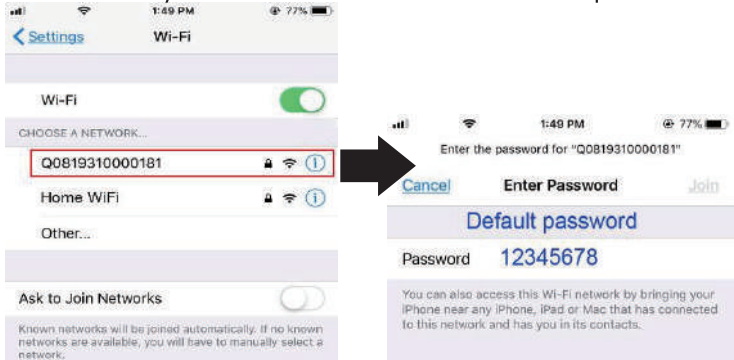 1:49 PM
77%
Settings
Wi-Fi
Wi-Fi
CHOOSE A NETWORK...
Q0819310000181
Home WiFi
Other...
Ask to Join Networks
Known networks will be joined automatically. If no known
networks are available, you will have to manually select a
network.
1:49 PM
77%
Enter the password for "Q0819310000181"
Cancel
Enter Password
Join
Default password
Password
12345678
You can also access this Wi-Fi network by bringing your
iPhone near any iPhone, iPad or Mac that has connected
to this network and has you in its contacts.